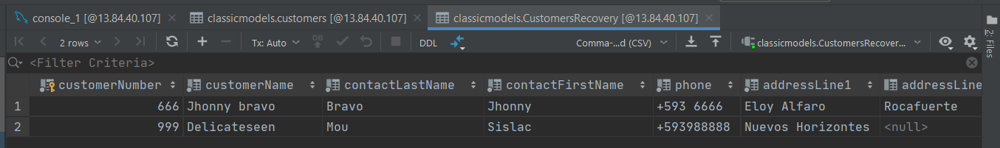 console_1 [@13.84.40.107] classicmodels.customers [@13.84.40.107] classicmodels.CustomersRecovery [@13.84.40.107]
2 rows Tx: Auto DB DDL Comma-...d (CSV) classicmodels.CustomersRecover...
<Filter Criteria>
customerNumber customerName contactLastName contactFirstName phone addressLine1 addressLine
1 666 Jhonny bravo Bravo Jhonny +593 6666 Eloy Alfaro Rocafuerte
2 999 Delicateseen Mou Sislac +593988888 Nuevos Horizontes <null>
2: Files